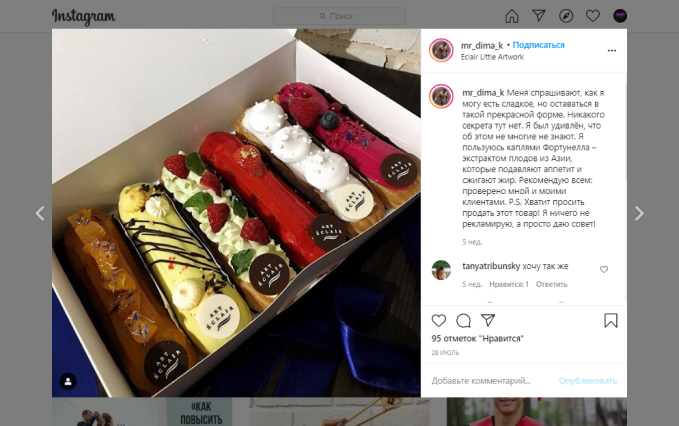 Instagram
Поиск
mr_dima_k • Подписаться
Eclair Little Artwork
mr_dima_k Меня спрашивают, как я
могу есть сладкое, но оставаться в
такой прекрасной форме. Никакого
секрета тут нет. Я был удивлён, что
об этом не многие не знают. Я
пользуюсь каплями Фортунелла –
экстрактом плодов из Азии,
которые подавляют аппетит и
сжигают жир. Рекомендую всем:
проверено мной и моими
клиентами. P.S. Хватит просить
продать этот товар! Я ничего не
рекламирую, а просто даю совет!
5 нед.
tanyatribunsky хочу так же
5 нед. Нравится: 1 Ответить
95 отметок "Нравится"
28 ИЮЛЬ
Добавьте комментарий... Опубликовать
ART
ÉCLAIR
ART
ÉCLAIR
ART
ÉCLAIR
ART
ÉCLAIR
ART
ÉCLAIR
ART
ÉCLAIR
«КАК
ПОВЫСИТЬ